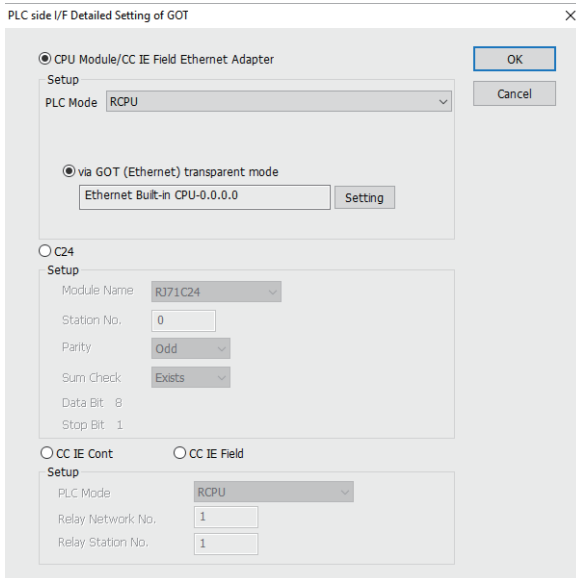 PLC side I/F Detailed Setting of GOT
CPU Module/CC IE Field Ethernet Adapter
OK
Setup
PLC Mode RCPU
Cancel
via GOT (Ethernet) transparent mode
Ethernet Built-in CPU-0.0.0.0
Setting
C24
Setup
Module Name RJ71C24
Station No. 0
Parity Odd
Sum Check Exists
Data Bit 8
Stop Bit 1
CC IE Cont CC IE Field
Setup
PLC Mode RCPU
Relay Network No. 1
Relay Station No. 1